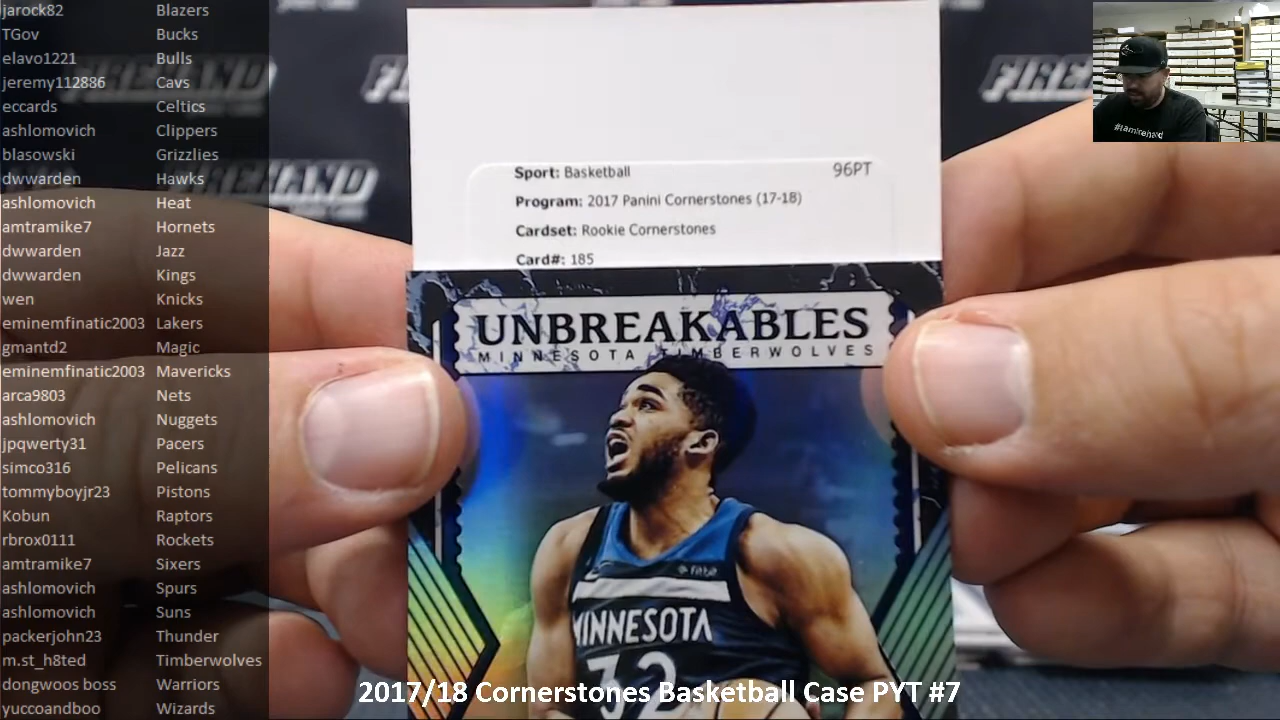 jarock82 Blazers
TGov Bucks
elavo1221 Bulls
jeremy112886 Cavs
eccards Celtics
ashlomovich Clippers
blasowski Grizzlies
dwwarden Hawks
ashlomovich Heat
amtramike7 Hornets
dwwarden Jazz
dwwarden Kings
wen Knicks
eminemfinatic2003 Lakers
gmantd2 Magic
eminemfinatic2003 Mavericks
arca9803 Nets
ashlomovich Nuggets
jpqwerty31 Pacers
simco316 Pelicans
tommyboyjr23 Pistons
Kobun Raptors
rbrox0111 Rockets
amtramike7 Sixers
ashlomovich Spurs
ashlomovich Suns
packerjohn23 Thunder
m.st_h8ted Timberwolves
dongwoos boss Warriors
yuccoandboo Wizards
FIREHAND
Sport: Basketball 96PT
Program: 2017 Panini Cornerstones (17-18)
Cardset: Rookie Cornerstones
Card#: 185
UNBREAKABLES
MINNESOTA TIMBERWOLVES
fitbit
MINNESOTA
32
2017/18 Cornerstones Basketball Case PYT #7